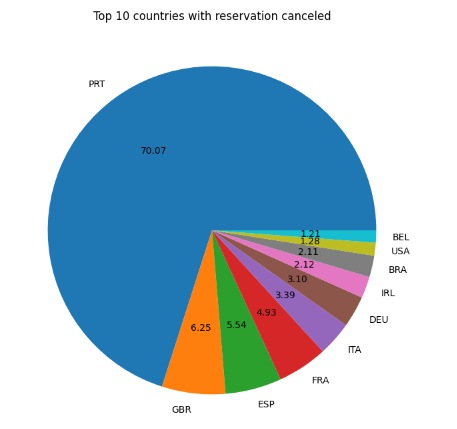 Top 10 countries with reservation canceled
PRT
70.07
GBR
6.25
ESP
5.54
FRA
4.93
ITA
3.39
DEU
3.10
IRL
2.12
BRA
2.11
USA
1.28
BEL
1.21